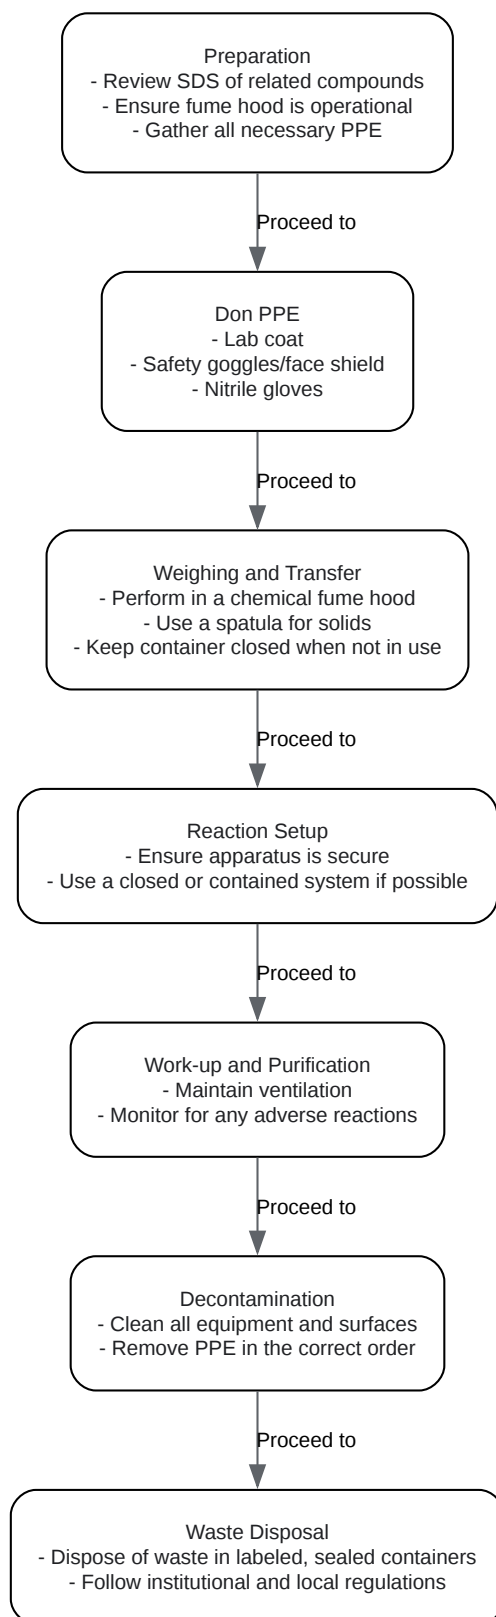 Preparation
- Review SDS of related compounds
- Ensure fume hood is operational
- Gather all necessary PPE
Proceed to
Don PPE
- Lab coat
- Safety goggles/face shield
- Nitrile gloves
Proceed to
Weighing and Transfer
- Perform in a chemical fume hood
- Use a spatula for solids
- Keep container closed when not in use
Proceed to
Reaction Setup
- Ensure apparatus is secure
- Use a closed or contained system if possible
Proceed to
Work-up and Purification
- Maintain ventilation
- Monitor for any adverse reactions
Proceed to
Decontamination
- Clean all equipment and surfaces
- Remove PPE in the correct order
Proceed to
Waste Disposal
- Dispose of waste in labeled, sealed containers
- Follow institutional and local regulations